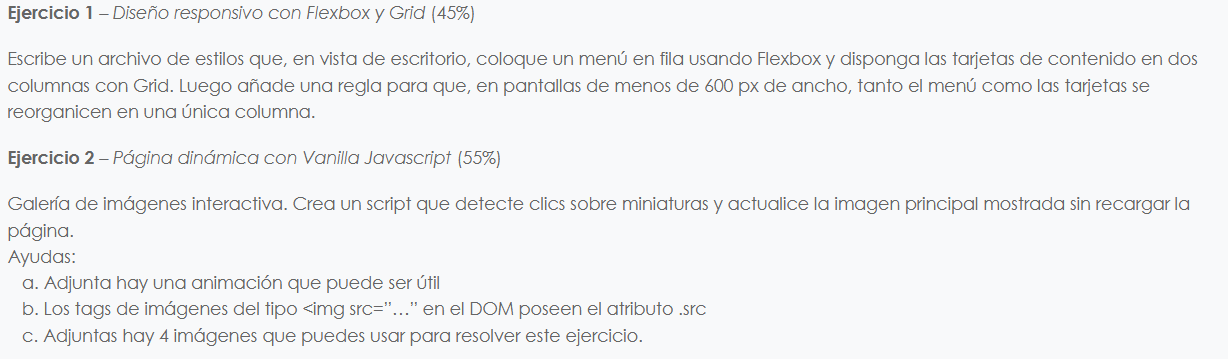 Ejercicio 1 – Diseño responsivo con Flexbox y Grid (45%)
Escribe un archivo de estilos que, en vista de escritorio, coloque un menú en fila usando Flexbox y disponga las tarjetas de contenido en dos
columnas con Grid. Luego añade una regla para que, en pantallas de menos de 600 px de ancho, tanto el menú como las tarjetas se
reorganicen en una única columna.
Ejercicio 2 – Página dinámica con Vanilla Javascript (55%)
Galería de imágenes interactiva. Crea un script que detecte clics sobre miniaturas y actualice la imagen principal mostrada sin recargar la
página.
Ayudas:
a. Adjunta hay una animación que puede ser útil
b. Los tags de imágenes del tipo <img src=”…” en el DOM poseen el atributo .src
c. Adjuntas hay 4 imágenes que puedes usar para resolver este ejercicio.